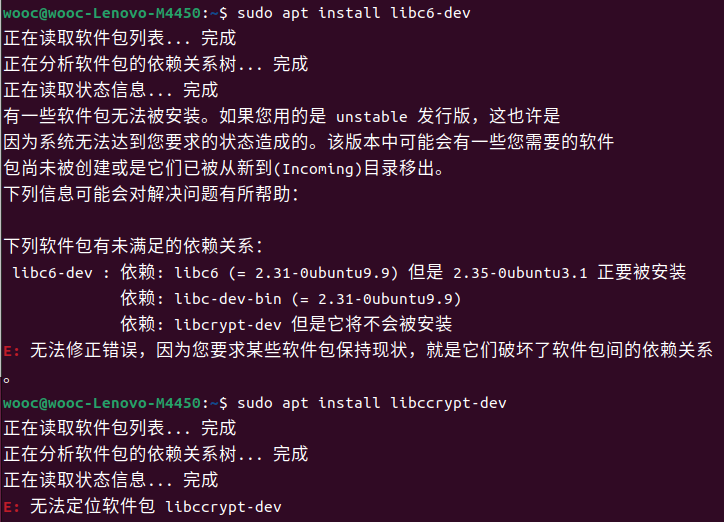 wooc@wooc-Lenovo-M4450:~$ sudo apt install libc6-dev
正在读取软件包列表... 完成
正在分析软件包的依赖关系树... 完成
正在读取状态信息... 完成
有一些软件包无法被安装。如果您用的是 unstable 发行版，这也许是
因为系统无法达到您要求的状态造成的。该版本中可能会有一些您需要的软件
包尚未被创建或是它们已被从新到(Incoming)目录移出。
下列信息可能会对解决问题有所帮助：
下列软件包有未满足的依赖关系：
libc6-dev : 依赖: libc6 (= 2.31-0ubuntu9.9) 但是 2.35-0ubuntu3.1 正要被安装
依赖: libc-dev-bin (= 2.31-0ubuntu9.9)
依赖: libcrypt-dev 但是它将不会被安装
E: 无法修正错误，因为您要求某些软件包保持现状，就是它们破坏了软件包间的依赖关系
。
wooc@wooc-Lenovo-M4450:~$ sudo apt install libccrypt-dev
正在读取软件包列表... 完成
正在分析软件包的依赖关系树... 完成
正在读取状态信息... 完成
E: 无法定位软件包 libccrypt-dev